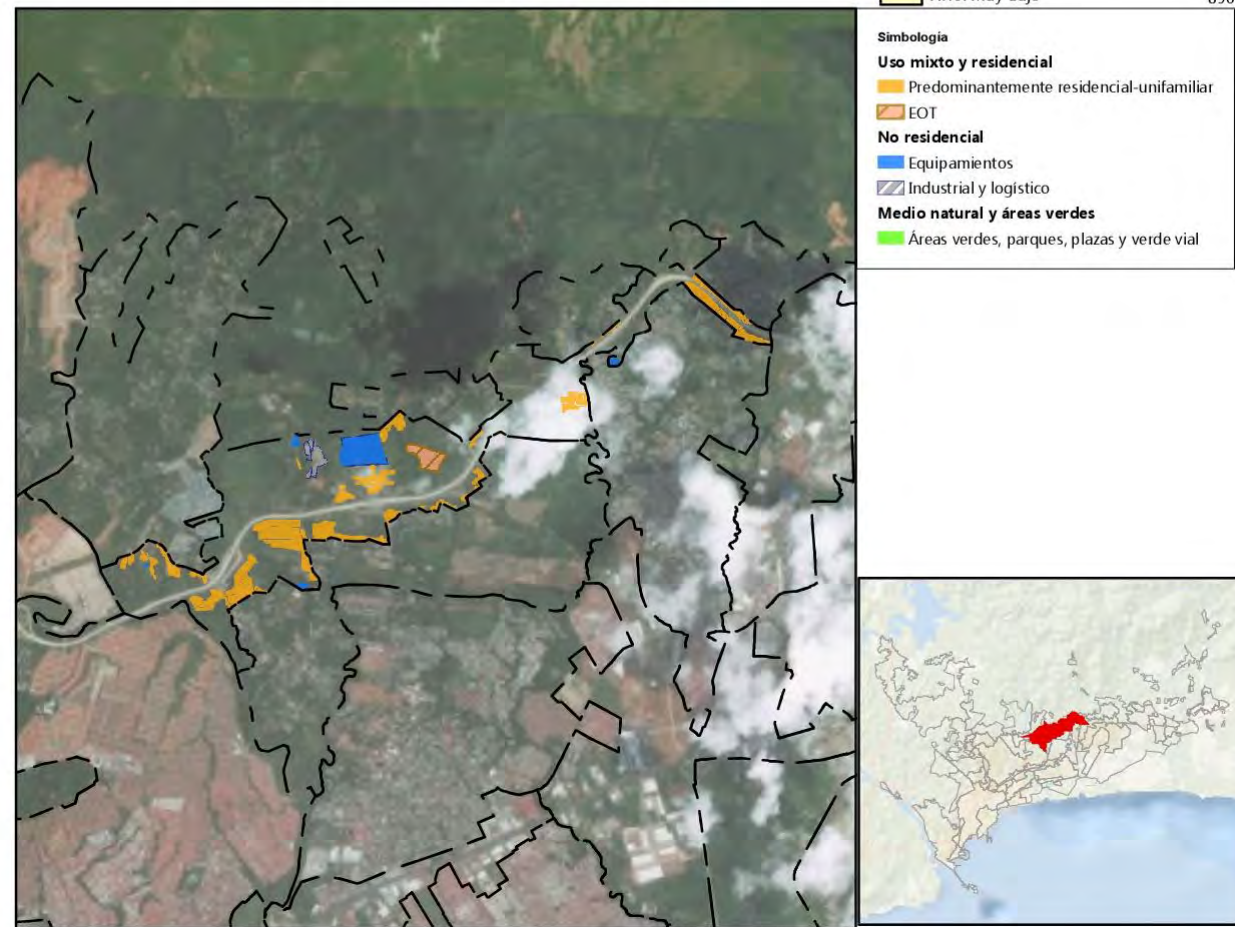 Simbología
Uso mixto y residencial
Predominantemente residencial-unifamiliar
EOT
No residencial
Equipamientos
Industrial y logístico
Medio natural y áreas verdes
Áreas verdes, parques, plazas y verde vial